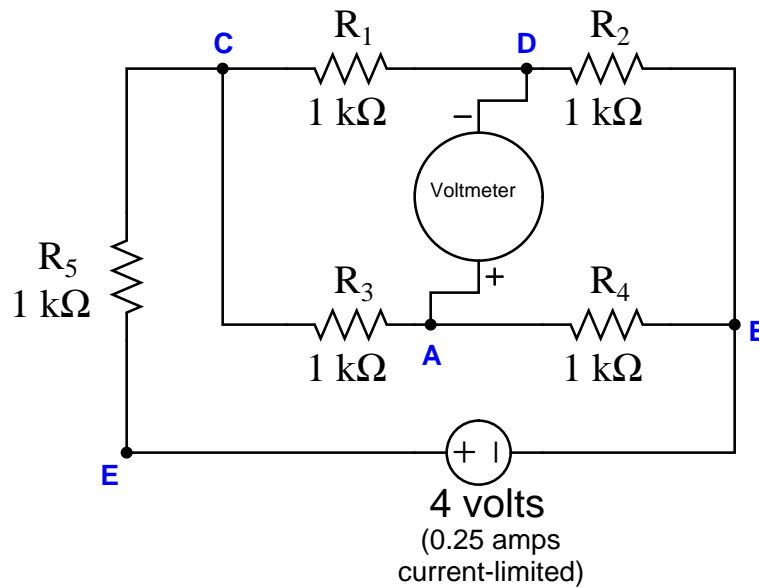 R1
R2
C
D
1 kΩ
1 kΩ
−
Voltmeter
+
R5
1 kΩ
R3
R4
A
B
1 kΩ
1 kΩ
E
+ −
4 volts
(0.25 amps
current-limited)